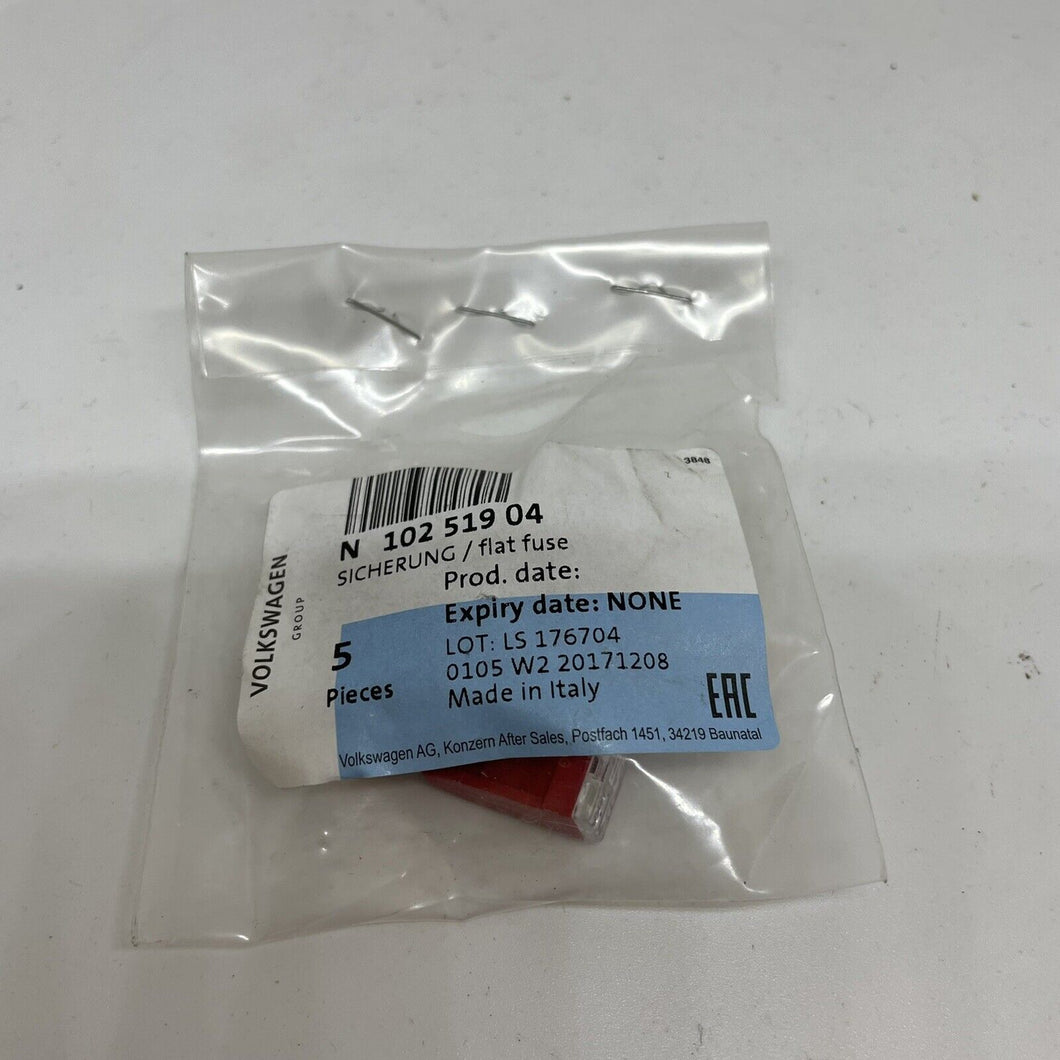 3848
N 102 519 04
SICHERUNG / flat fuse
Prod. date:
Expiry date: NONE
VOLKSWAGEN
GROUP
5
Pieces
LOT: LS 176704
0105 W2 20171208
Made in Italy
EAC
Volkswagen AG, Konzern After Sales, Postfach 1451, 34219 Baunatal